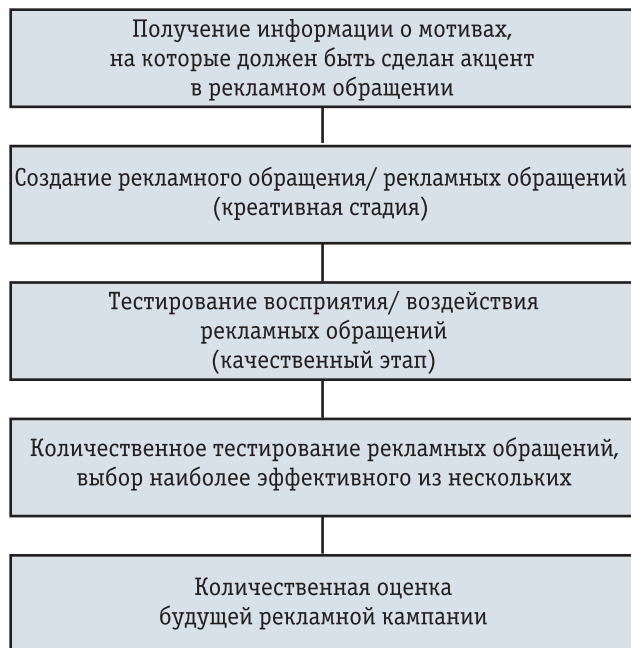 Получение информации о мотивах,
на которые должен быть сделан акцент
в рекламном обращении
Создание рекламного обращения/ рекламных обращений
(креативная стадия)
Тестирование восприятия/ воздействия
рекламных обращений
(качественный этап)
Количественное тестирование рекламных обращений,
выбор наиболее эффективного из нескольких
Количественная оценка
будущей рекламной кампании